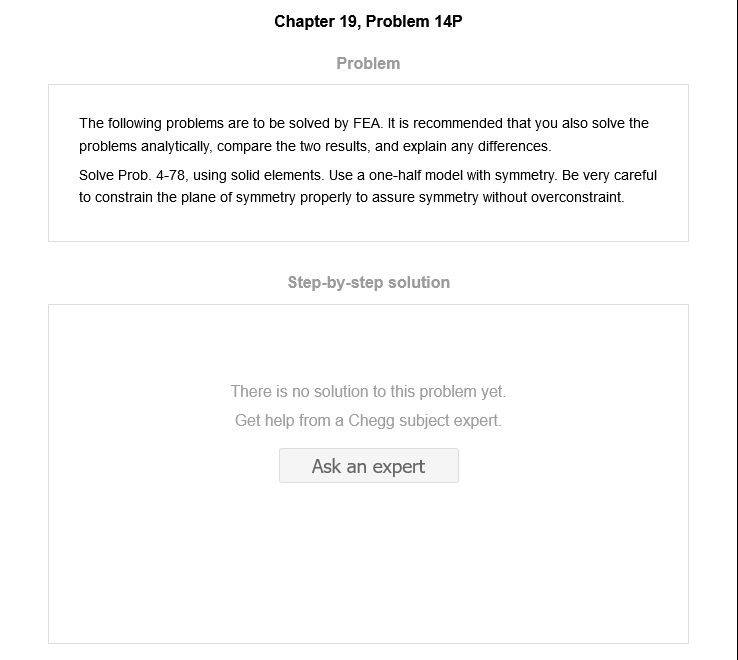 Chapter 19, Problem 14P
Problem
The following problems are to be solved by FEA. It is recommended that you also solve the
problems analytically, compare the two results, and explain any differences.
Solve Prob. 4-78, using solid elements. Use a one-half model with symmetry. Be very careful
to constrain the plane of symmetry properly to assure symmetry without overconstraint.
Step-by-step solution
There is no solution to this problem yet.
Get help from a Chegg subject expert.
Ask an expert